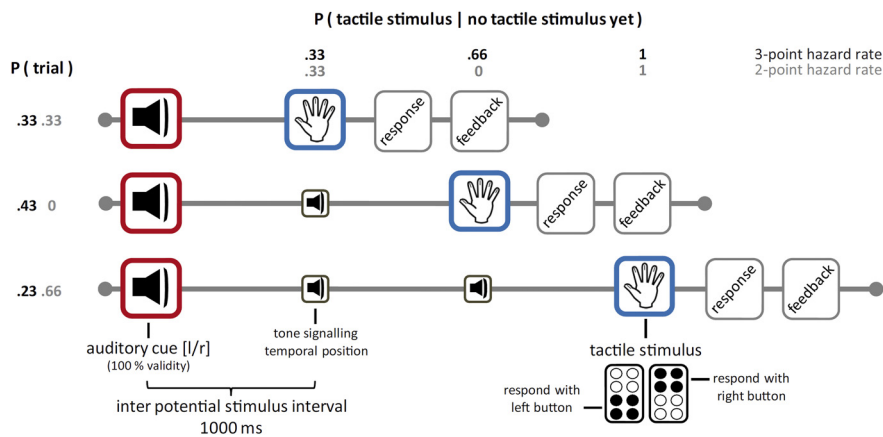 P ( tactile stimulus | no tactile stimulus yet )
P ( trial )
.33 .66 1 3-point hazard rate
.33 0 1 2-point hazard rate
.33 .33
response
feedback
.43 0
response
feedback
.23 .66
response
feedback
auditory cue [l/r]
(100 % validity)
tone signalling
temporal position
tactile stimulus
inter potential stimulus interval
1000 ms
respond with
left button
respond with
right button